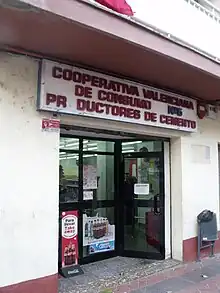 COOPERATIVA VALENCIANA
DE CONSUMO
PR DUCTORES DE CEMENTO